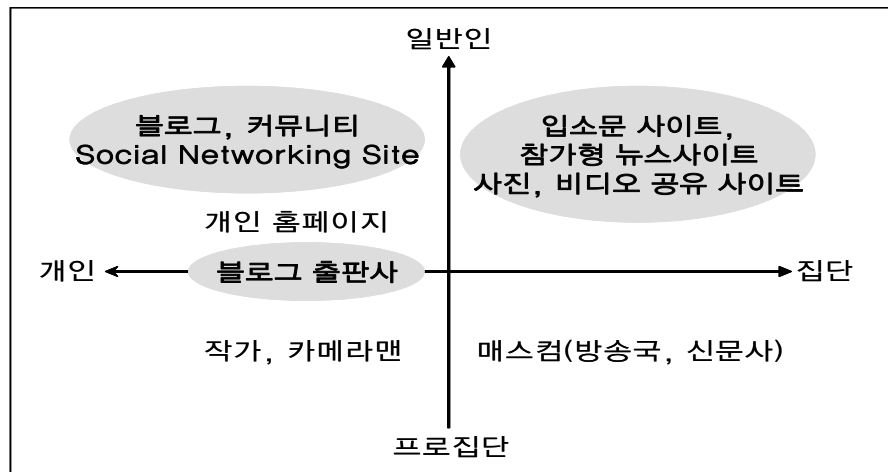 일반인
블로그, 커뮤니티
Social Networking Site
입소문 사이트,
참가형 뉴스사이트
사진, 비디오 공유 사이트
개인 홈페이지
개인
블로그 출판사
집단
작가, 카메라맨
매스컴(방송국, 신문사)
프로집단